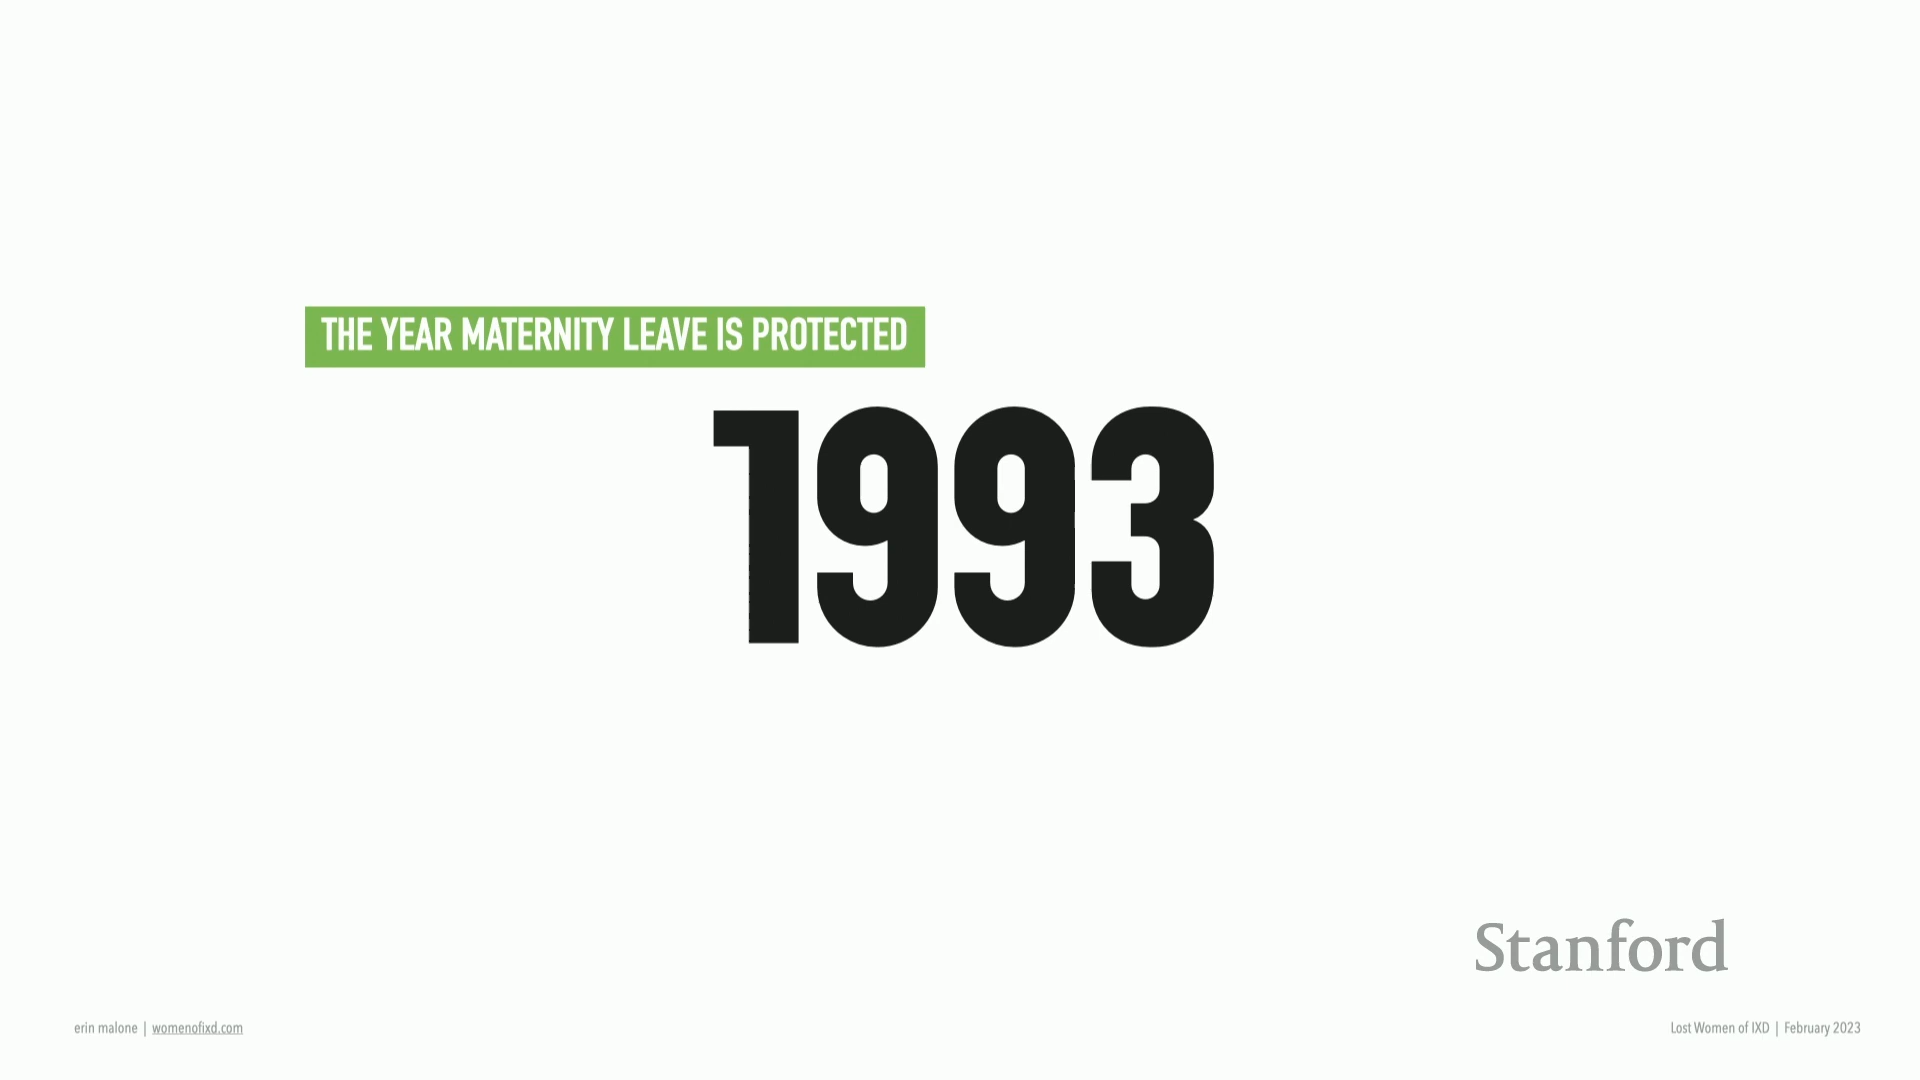 THE YEAR MATERNITY LEAVE IS PROTECTED
1993
Stanford
erin malone | womenofixd.com
Lost Women of IXD | February 2023